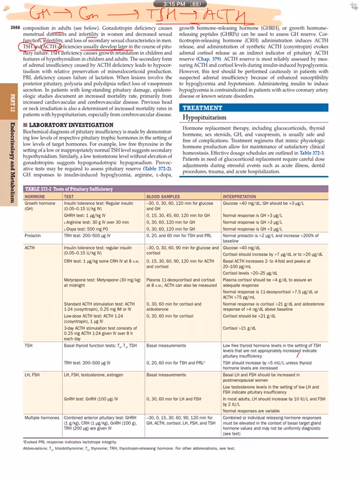 3:15 PM 63
2086
composition in adults (see below). Gonadotropin deficiency causes
menstrual disorders and infertility in women and decreased sexual
function, infertility, and loss of secondary sexual characteristics in men.
TSH and ACTH deficiencies usually develop later in the course of pitu-
itary failure. TSH deficiency causes growth retardation in children and
features of hypothyroidism in children and adults. The secondary form
of adrenal insufficiency caused by ACTH deficiency leads to hypocor-
tisolism with relative preservation of mineralocorticoid production.
PRL deficiency causes failure of lactation. When lesions involve the
posterior pituitary, polyuria and polydipsia reflect loss of vasopressin
secretion. In patients with long-standing pituitary damage, epidemi-
ologic studies document an increased mortality rate, primarily from
increased cardiovascular and cerebrovascular disease. Previous head
or neck irradiation is also a determinant of increased mortality rates in
patients with hypopituitarism, especially from cerebrovascular disease.
LABORATORY INVESTIGATION
Biochemical diagnosis of pituitary insufficiency is made by demonstrat-
ing low levels of respective pituitary trophic hormones in the setting of
low levels of target hormones. For example, low free thyroxine in the
setting of a low or inappropriately normal TSH level suggests secondary
hypothyroidism. Similarly, a low testosterone level without elevation of
gonadotropins suggests hypogonadotropic hypogonadism. Provoc-
ative tests may be required to assess pituitary reserve (Table 372-2).
GH responses to insulin-induced hypoglycemia, arginine, L-dopa,
growth hormone-releasing hormone (GHRH), or growth hormone-
releasing peptides (GHRPs) can be used to assess GH reserve. Cor-
ticotropin-releasing hormone (CRH) administration induces ACTH
release, and administration of synthetic ACTH (cosyntropin) evokes
adrenal cortisol release as an indirect indicator of pituitary ACTH
reserve (Chap. 379). ACTH reserve is most reliably assessed by mea-
suring ACTH and cortisol levels during insulin-induced hypoglycemia.
However, this test should be performed cautiously in patients with
suspected adrenal insufficiency because of enhanced susceptibility
to hypoglycemia and hypotension. Administering insulin to induce
hypoglycemia is contraindicated in patients with active coronary artery
disease or known seizure disorders.
TREATMENT
Hypopituitarism
Hormone replacement therapy, including glucocorticoids, thyroid
hormone, sex steroids, GH, and vasopressin, is usually safe and
free of complications. Treatment regimens that mimic physiologic
hormone production allow for maintenance of satisfactory clinical
homeostasis. Effective dosage schedules are outlined in Table 372-3.
Patients in need of glucocorticoid replacement require careful dose
adjustments during stressful events such as acute illness, dental
procedures, trauma, and acute hospitalization.
PART 12
Endocrinology and Metabolism
TABLE 372-2 Tests of Pituitary Sufficiency
HORMONE TEST BLOOD SAMPLES INTERPRETATION
Growth hormone (GH) Insulin tolerance test: Regular insulin (0.05–0.15 U/kg IV) –30, 0, 30, 60, 120 min for glucose and GH Glucose <40 mg/dL; GH should be >3 μg/L
GHRH test: 1 μg/kg IV 0, 15, 30, 45, 60, 120 min for GH Normal response is GH >3 μg/L
L-Arginine test: 30 g IV over 30 min 0, 30, 60, 120 min for GH Normal response is GH >3 μg/L
L-Dopa test: 500 mg PO 0, 30, 60, 120 min for GH Normal response is GH >3 μg/L
Prolactin TRH test: 200–500 μg IV 0, 20, and 60 min for TSH and PRL Normal prolactin is >2 μg/L and increase >200% of baseline
ACTH Insulin tolerance test: regular insulin (0.05–0.15 U/kg IV) –30, 0, 30, 60, 90 min for glucose and cortisol Glucose <40 mg/dL
Cortisol should increase by >7 μg/dL or to >20 μg/dL
CRH test: 1 μg/kg ovine CRH IV at 8 A.M. 0, 15, 30, 60, 90, 120 min for ACTH and cortisol Basal ACTH increases 2- to 4-fold and peaks at 20–100 pg/mL
Cortisol levels >20–25 μg/dL
Metyrapone test: Metyrapone (30 mg/kg) at midnight Plasma 11-deoxycortisol and cortisol at 8 A.M.; ACTH can also be measured Plasma cortisol should be <4 g/dL to assure an adequate response
Normal response is 11-deoxycortisol >7.5 μg/dL or ACTH >75 pg/mL
Standard ACTH stimulation test: ACTH 1-24 (cosyntropin), 0.25 mg IM or IV 0, 30, 60 min for cortisol and aldosterone Normal response is cortisol >21 g/dL and aldosterone response of >4 ng/dL above baseline
Low-dose ACTH test: ACTH 1-24 (cosyntropin), 1 μg IV 0, 30, 60 min for cortisol Cortisol should be >21 g/dL
3-day ACTH stimulation test consists of 0.25 mg ACTH 1-24 given IV over 8 h each day Cortisol >21 g/dL
TSH Basal thyroid function tests: T4, T3, TSH Basal measurements Low free thyroid hormone levels in the setting of TSH levels that are not appropriately increased indicate pituitary insufficiency
TRH test: 200–500 μg IV 0, 20, 60 min for TSH and PRLa TSH should increase by >5 mU/L unless thyroid hormone levels are increased
LH, FSH LH, FSH, testosterone, estrogen Basal measurements Basal LH and FSH should be increased in postmenopausal women
Low testosterone levels in the setting of low LH and FSH indicate pituitary insufficiency
GnRH test: GnRH (100 μg) IV 0, 30, 60 min for LH and FSH In most adults, LH should increase by 10 IU/L and FSH by 2 IU/L
Normal responses are variable
Multiple hormones Combined anterior pituitary test: GHRH (1 g/kg), CRH (1 μg/kg), GnRH (100 g), TRH (200 μg) are given IV –30, 0, 15, 30, 60, 90, 120 min for GH, ACTH, cortisol, LH, FSH, and TSH Combined or individual releasing hormone responses must be elevated in the context of basal target gland hormone values and may not be uniformly diagnostic (see text)
aEvoked PRL response indicates lactotrope integrity.
Abbreviations: T3, triiodothyronine; T4, thyroxine; TRH, thyrotropin-releasing hormone. For other abbreviations, see text.